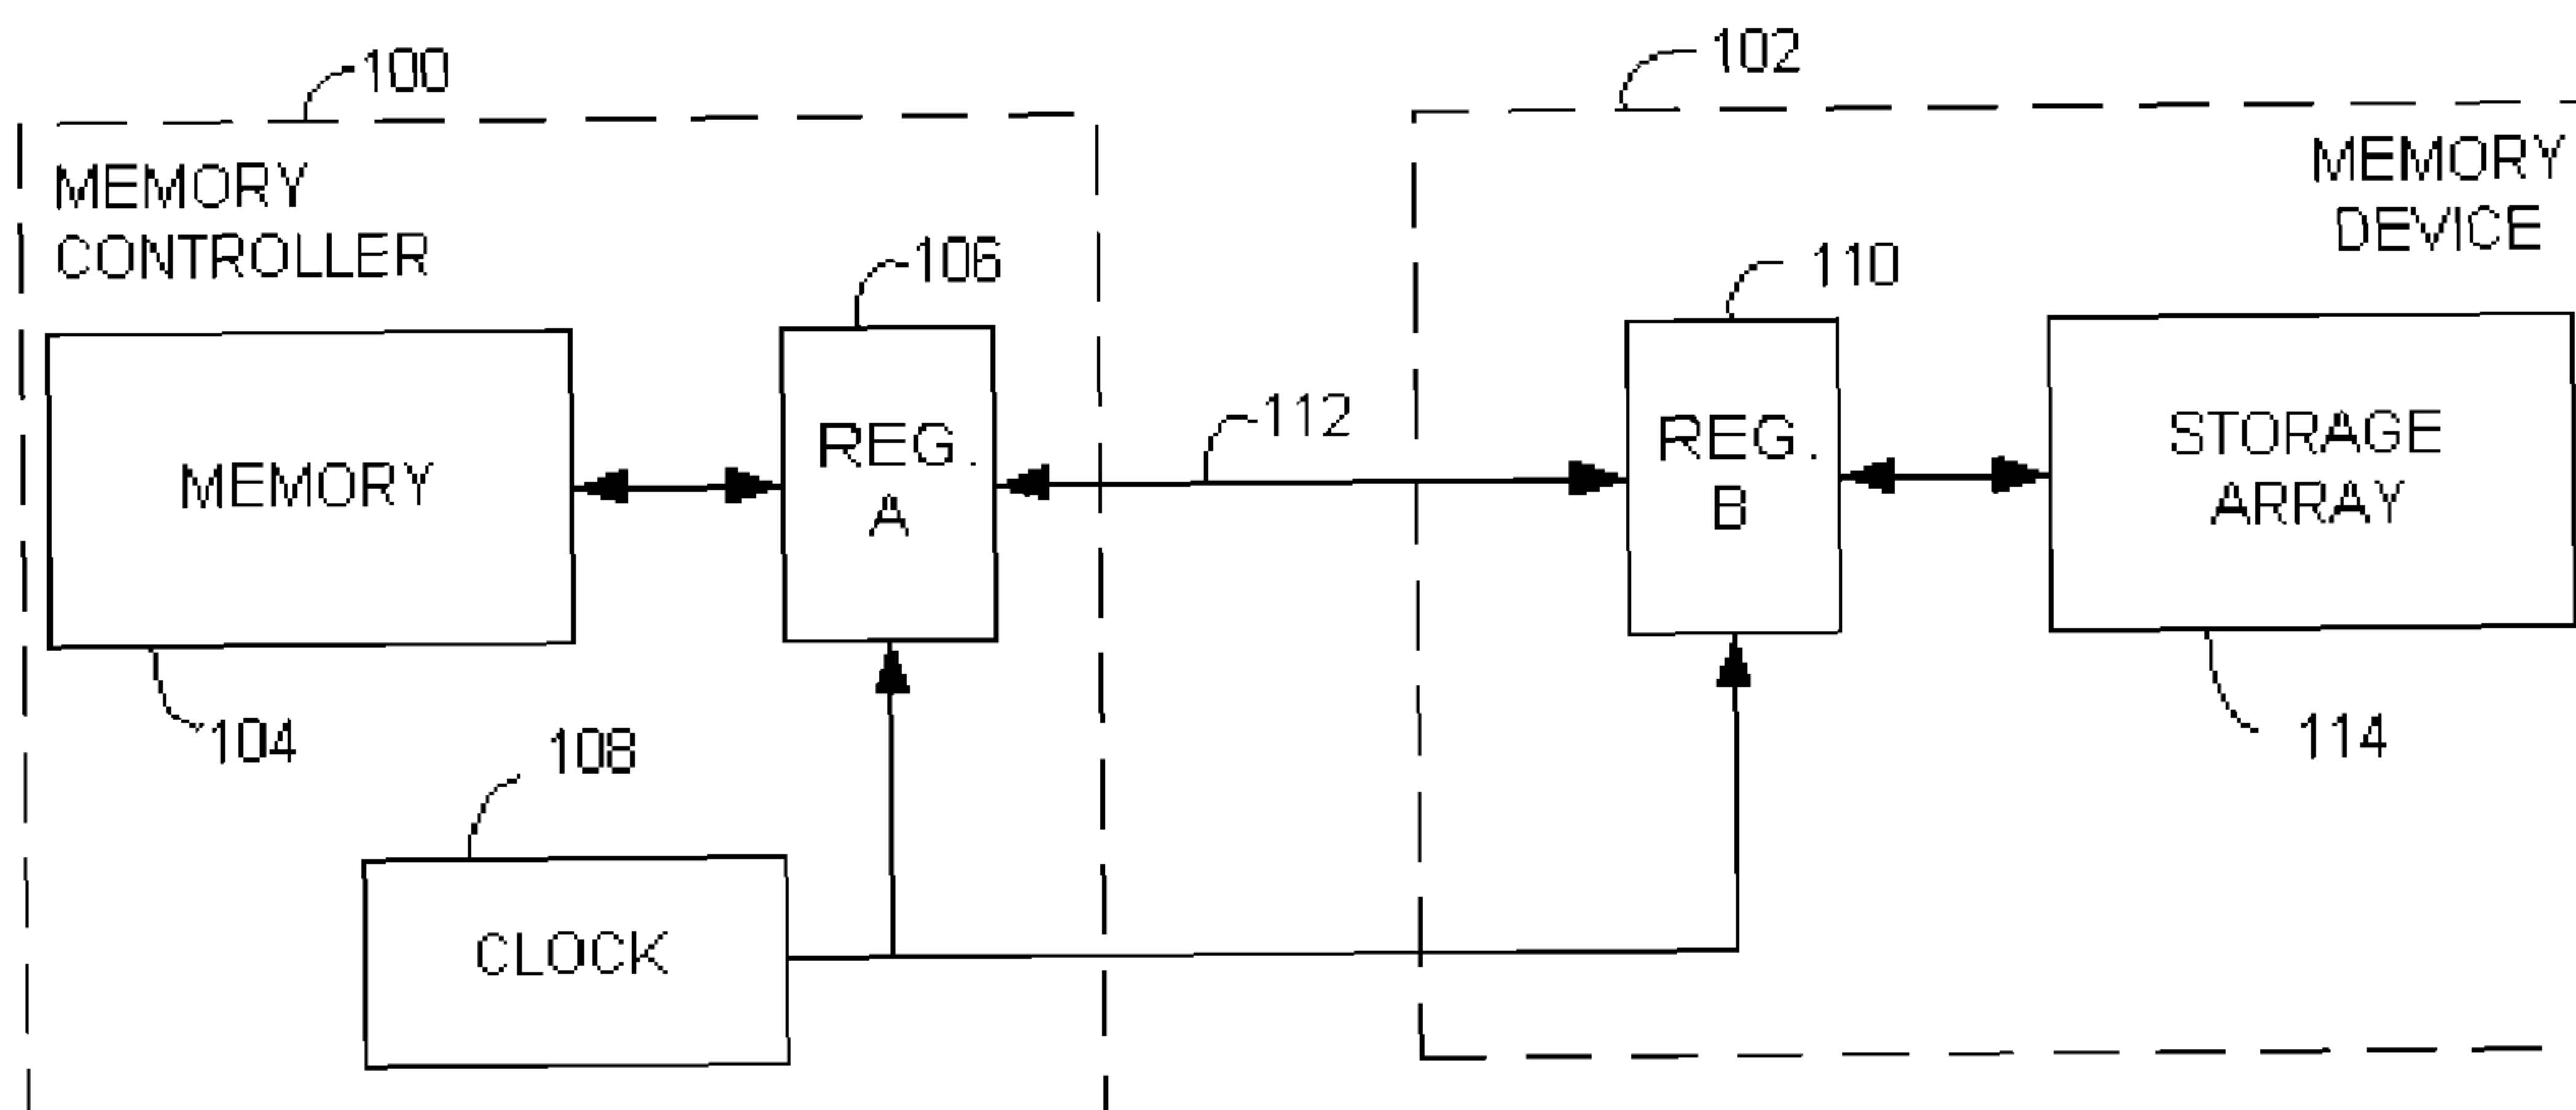 100
102
MEMORY
CONTROLLER
MEMORY
DEVICE
106
110
112
MEMORY
REG.
A
REG.
B
STORAGE
ARRAY
104
108
114
CLOCK